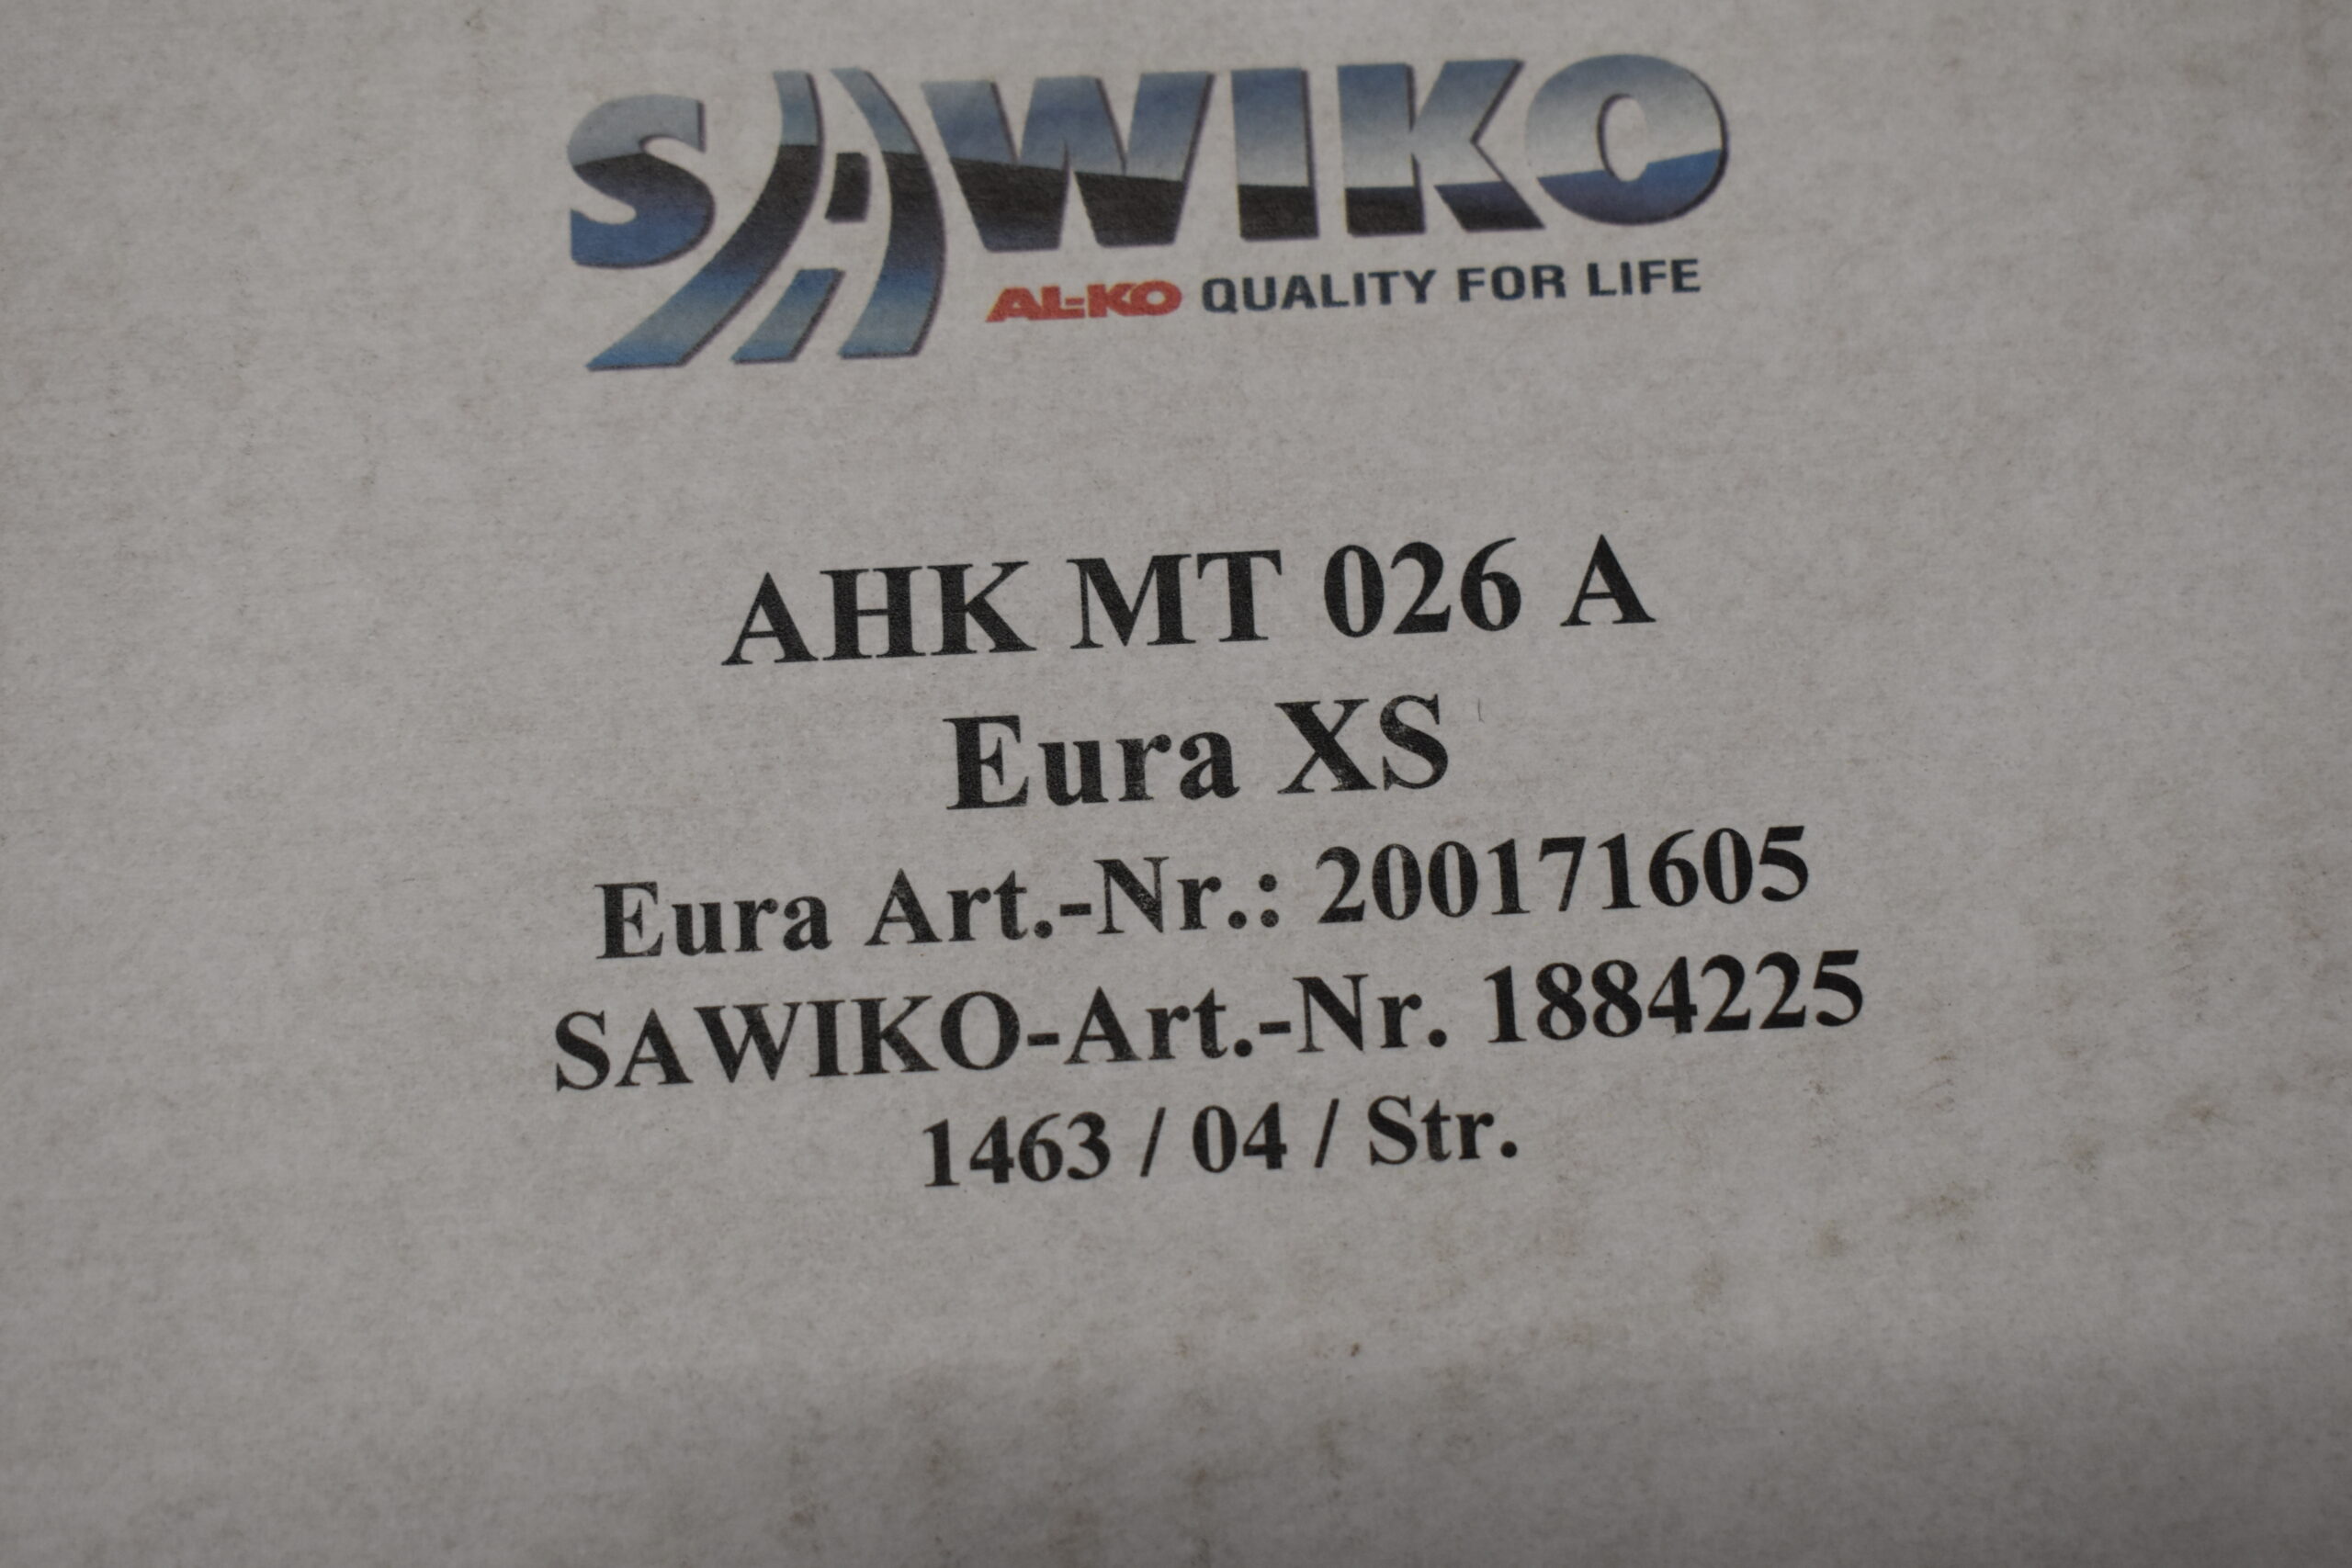 SAWIKO
AL-KO QUALITY FOR LIFE
AHK MT 026 A
Eura XS
Eura Art.-Nr.: 200171605
SAWIKO-Art.-Nr. 1884225
1463 / 04 / Str.